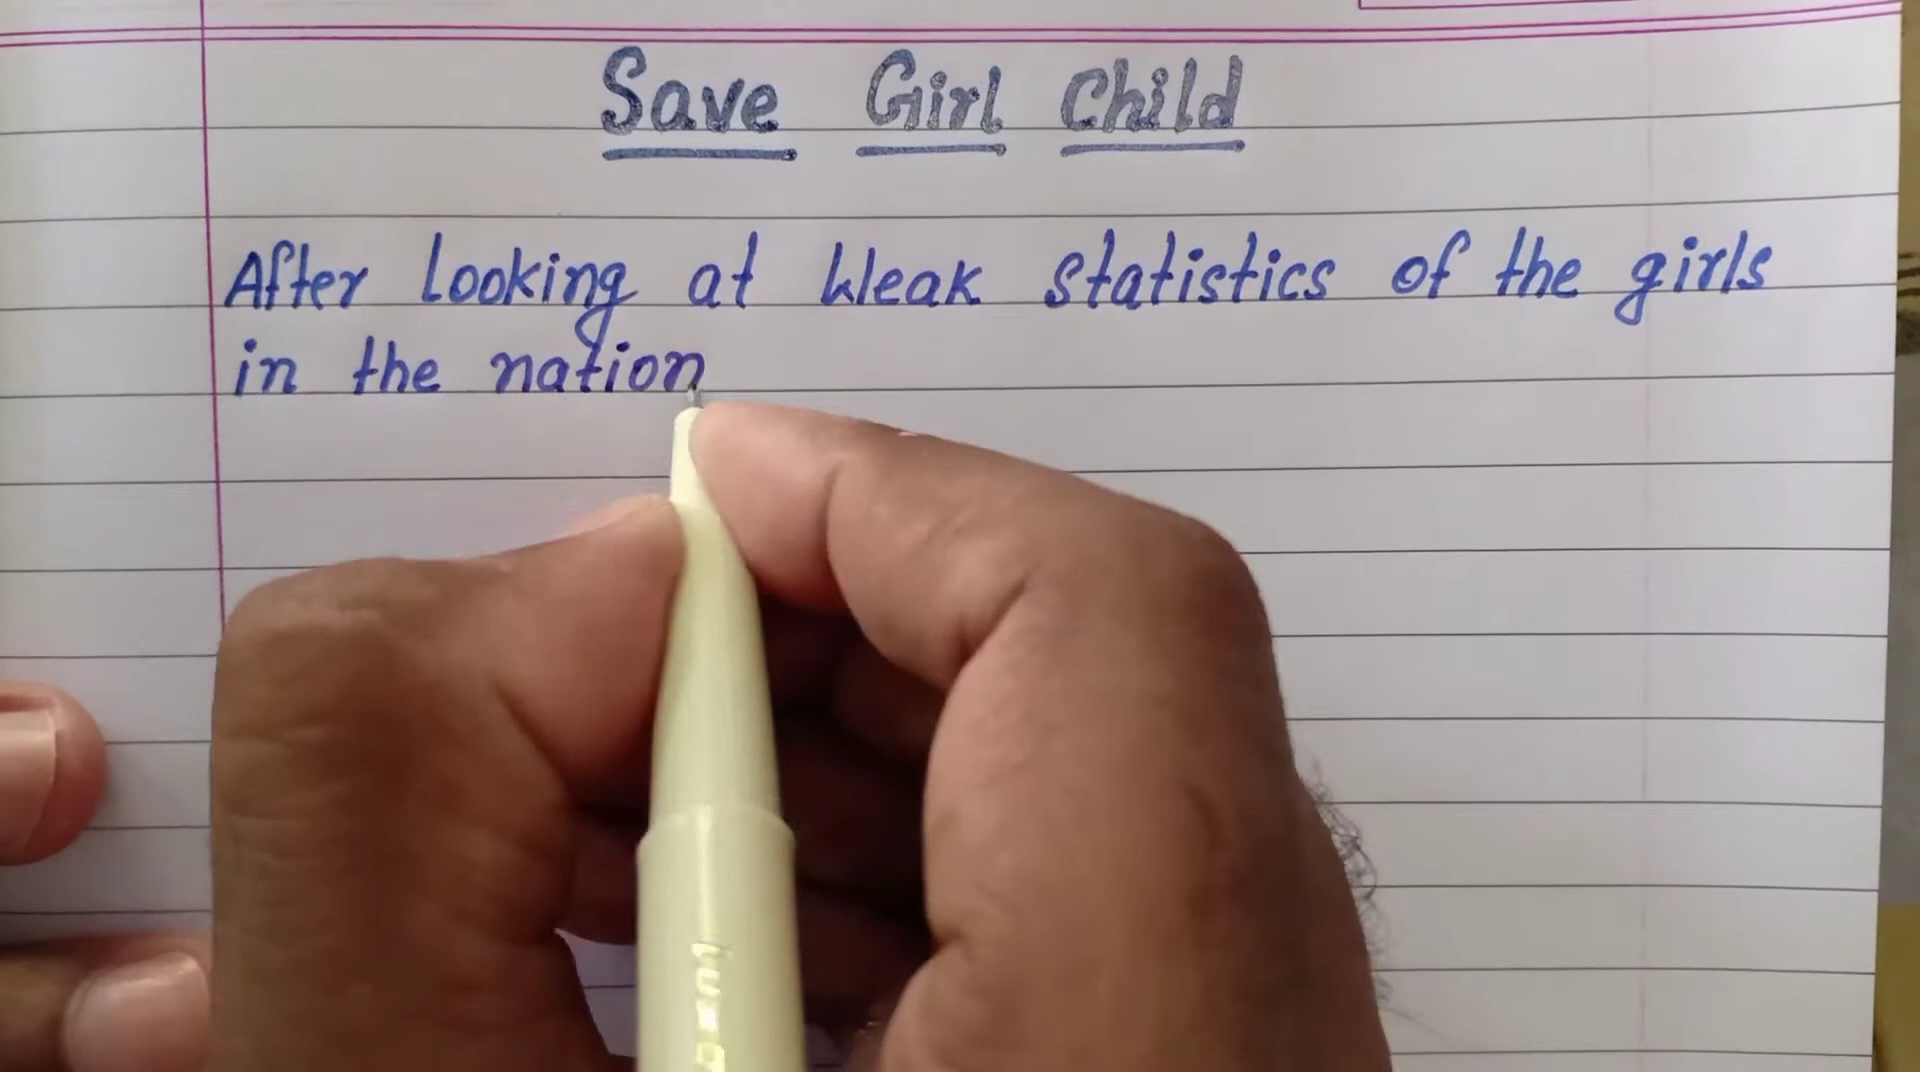 Save Girl Child
After looking at weak statistics of the girls
in the nation